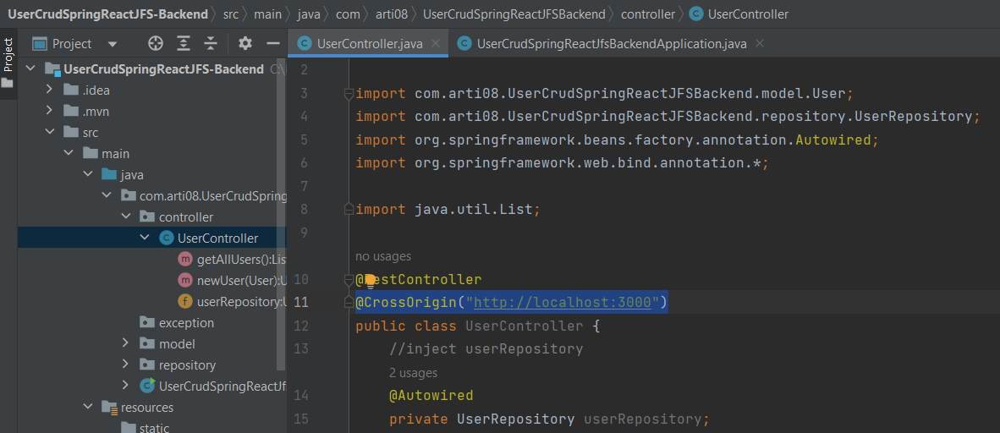 UserCrudSpringReactJFS-Backend > src > main > java > com > arti08 > UserCrudSpringReactJFSBackend > controller > UserController
Project
Project
UserController.java
UserCrudSpringReactJfsBackendApplication.java
UserCrudSpringReactJFS-Backend
.idea
.mvn
src
main
java
com.arti08.UserCrudSpring
controller
UserController
getAllUsers():Lis
newUser(User):U
userRepository:U
exception
model
repository
UserCrudSpringReactJf
resources
static
2
3 import com.arti08.UserCrudSpringReactJFSBackend.model.User;
4 import com.arti08.UserCrudSpringReactJFSBackend.repository.UserRepository;
5 import org.springframework.beans.factory.annotation.Autowired;
6 import org.springframework.web.bind.annotation.*;
7
8 import java.util.List;
9
no usages
10 @RestController
11 @CrossOrigin("http://localhost:3000")
12 public class UserController {
13 //inject userRepository
2 usages
14 @Autowired
15 private UserRepository userRepository;